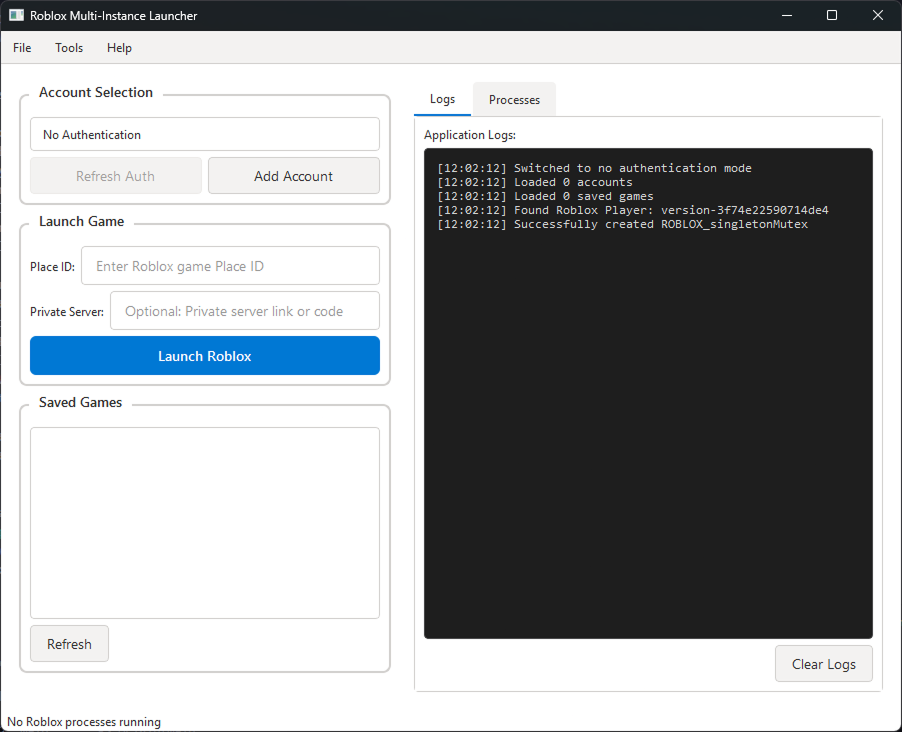 Roblox Multi-Instance Launcher
File Tools Help
Account Selection
No Authentication
Refresh Auth Add Account
Launch Game
Place ID: Enter Roblox game Place ID
Private Server: Optional: Private server link or code
Launch Roblox
Saved Games
Refresh
Logs Processes
Application Logs:
[12:02:12] Switched to no authentication mode
[12:02:12] Loaded 0 accounts
[12:02:12] Loaded 0 saved games
[12:02:12] Found Roblox Player: version-3f74e22590714de4
[12:02:12] Successfully created ROBLOX_singletonMutex
Clear Logs
No Roblox processes running